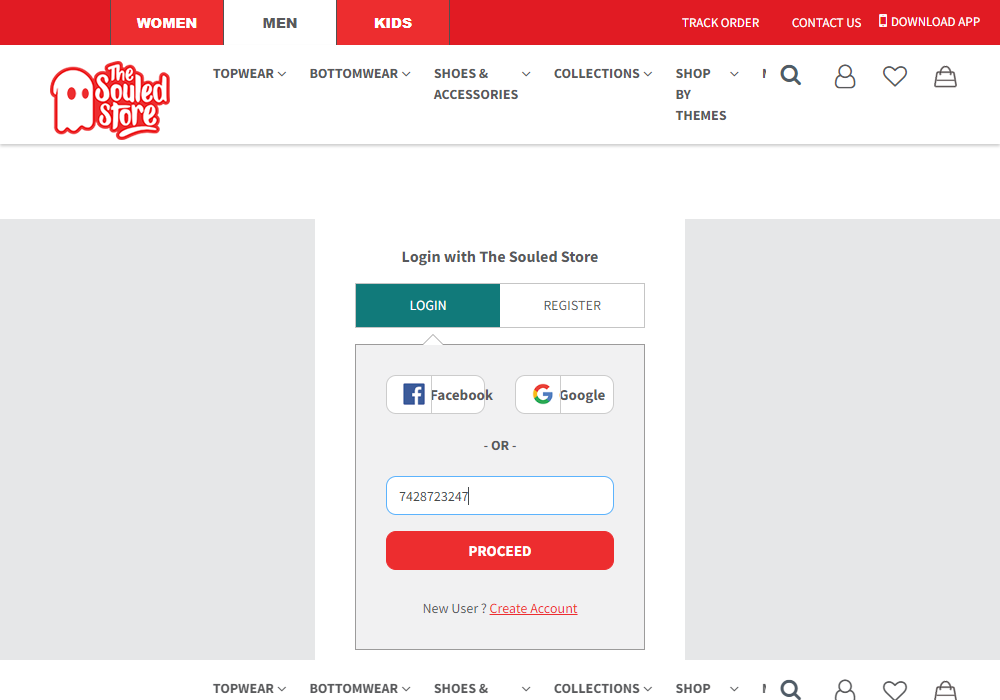 WOMEN MEN KIDS TRACK ORDER CONTACT US DOWNLOAD APP
The Souled Store
TOPWEAR BOTTOMWEAR SHOES & ACCESSORIES COLLECTIONS SHOP BY THEMES
Login with The Souled Store
LOGIN REGISTER
Facebook Google
- OR -
7428723247
PROCEED
New User ? Create Account
TOPWEAR BOTTOMWEAR SHOES & COLLECTIONS SHOP